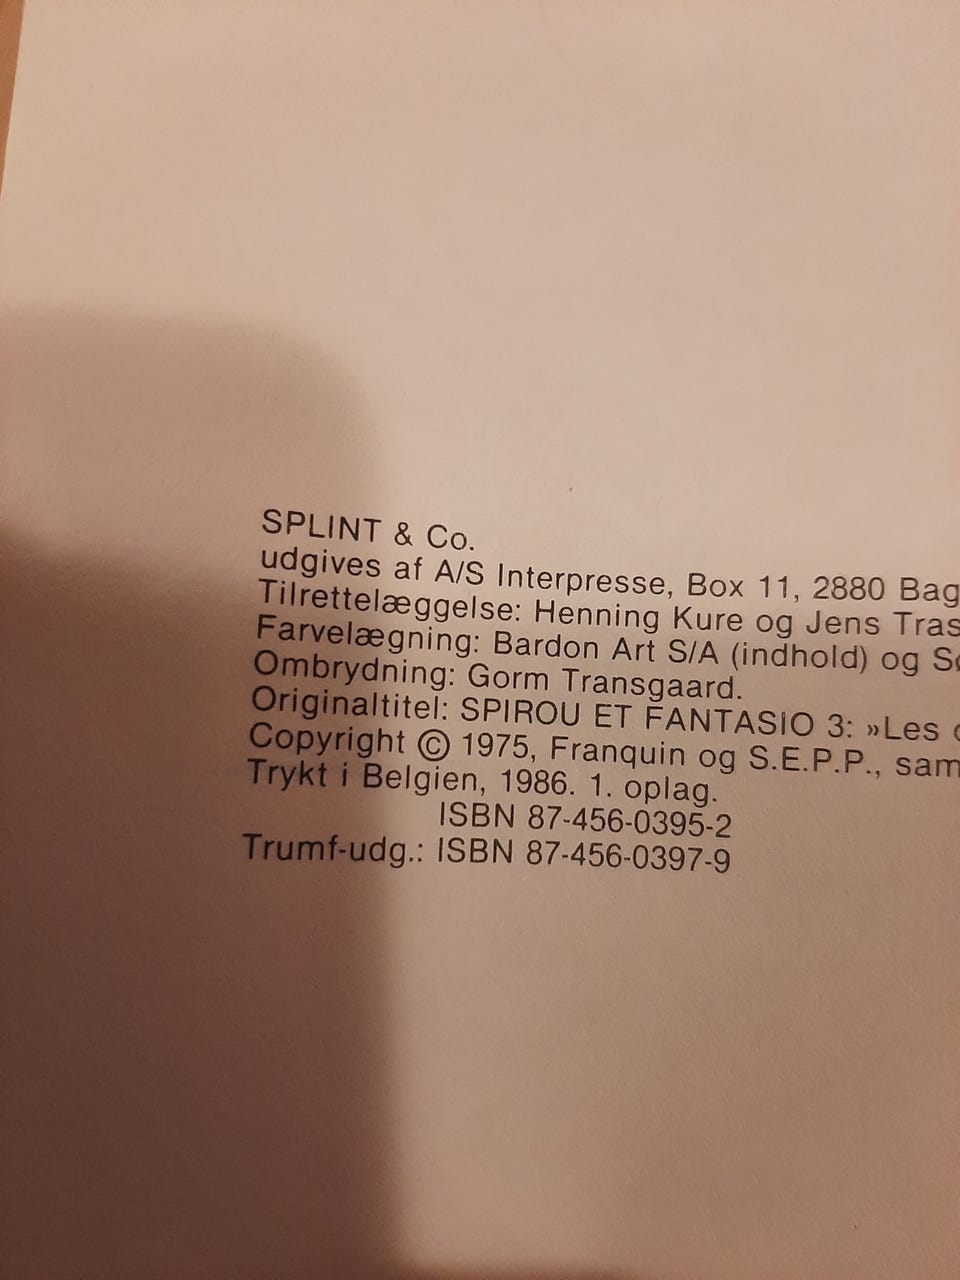 SPLINT & Co.
udgives af A/S Interpresse, Box 11, 2880 Bag
Tilrettelæggelse: Henning Kure og Jens Tras
Farvelægning: Bardon Art S/A (indhold) og
Ombrydning: Gorm Transgaard.
Originaltitel: SPIROU ET FANTASIO 3: »Les
Copyright © 1975, Franquin og S.E.P.P., sam
Trykt i Belgien, 1986. 1. oplag.
ISBN 87-456-0395-2
Trumf-udg.: ISBN 87-456-0397-9